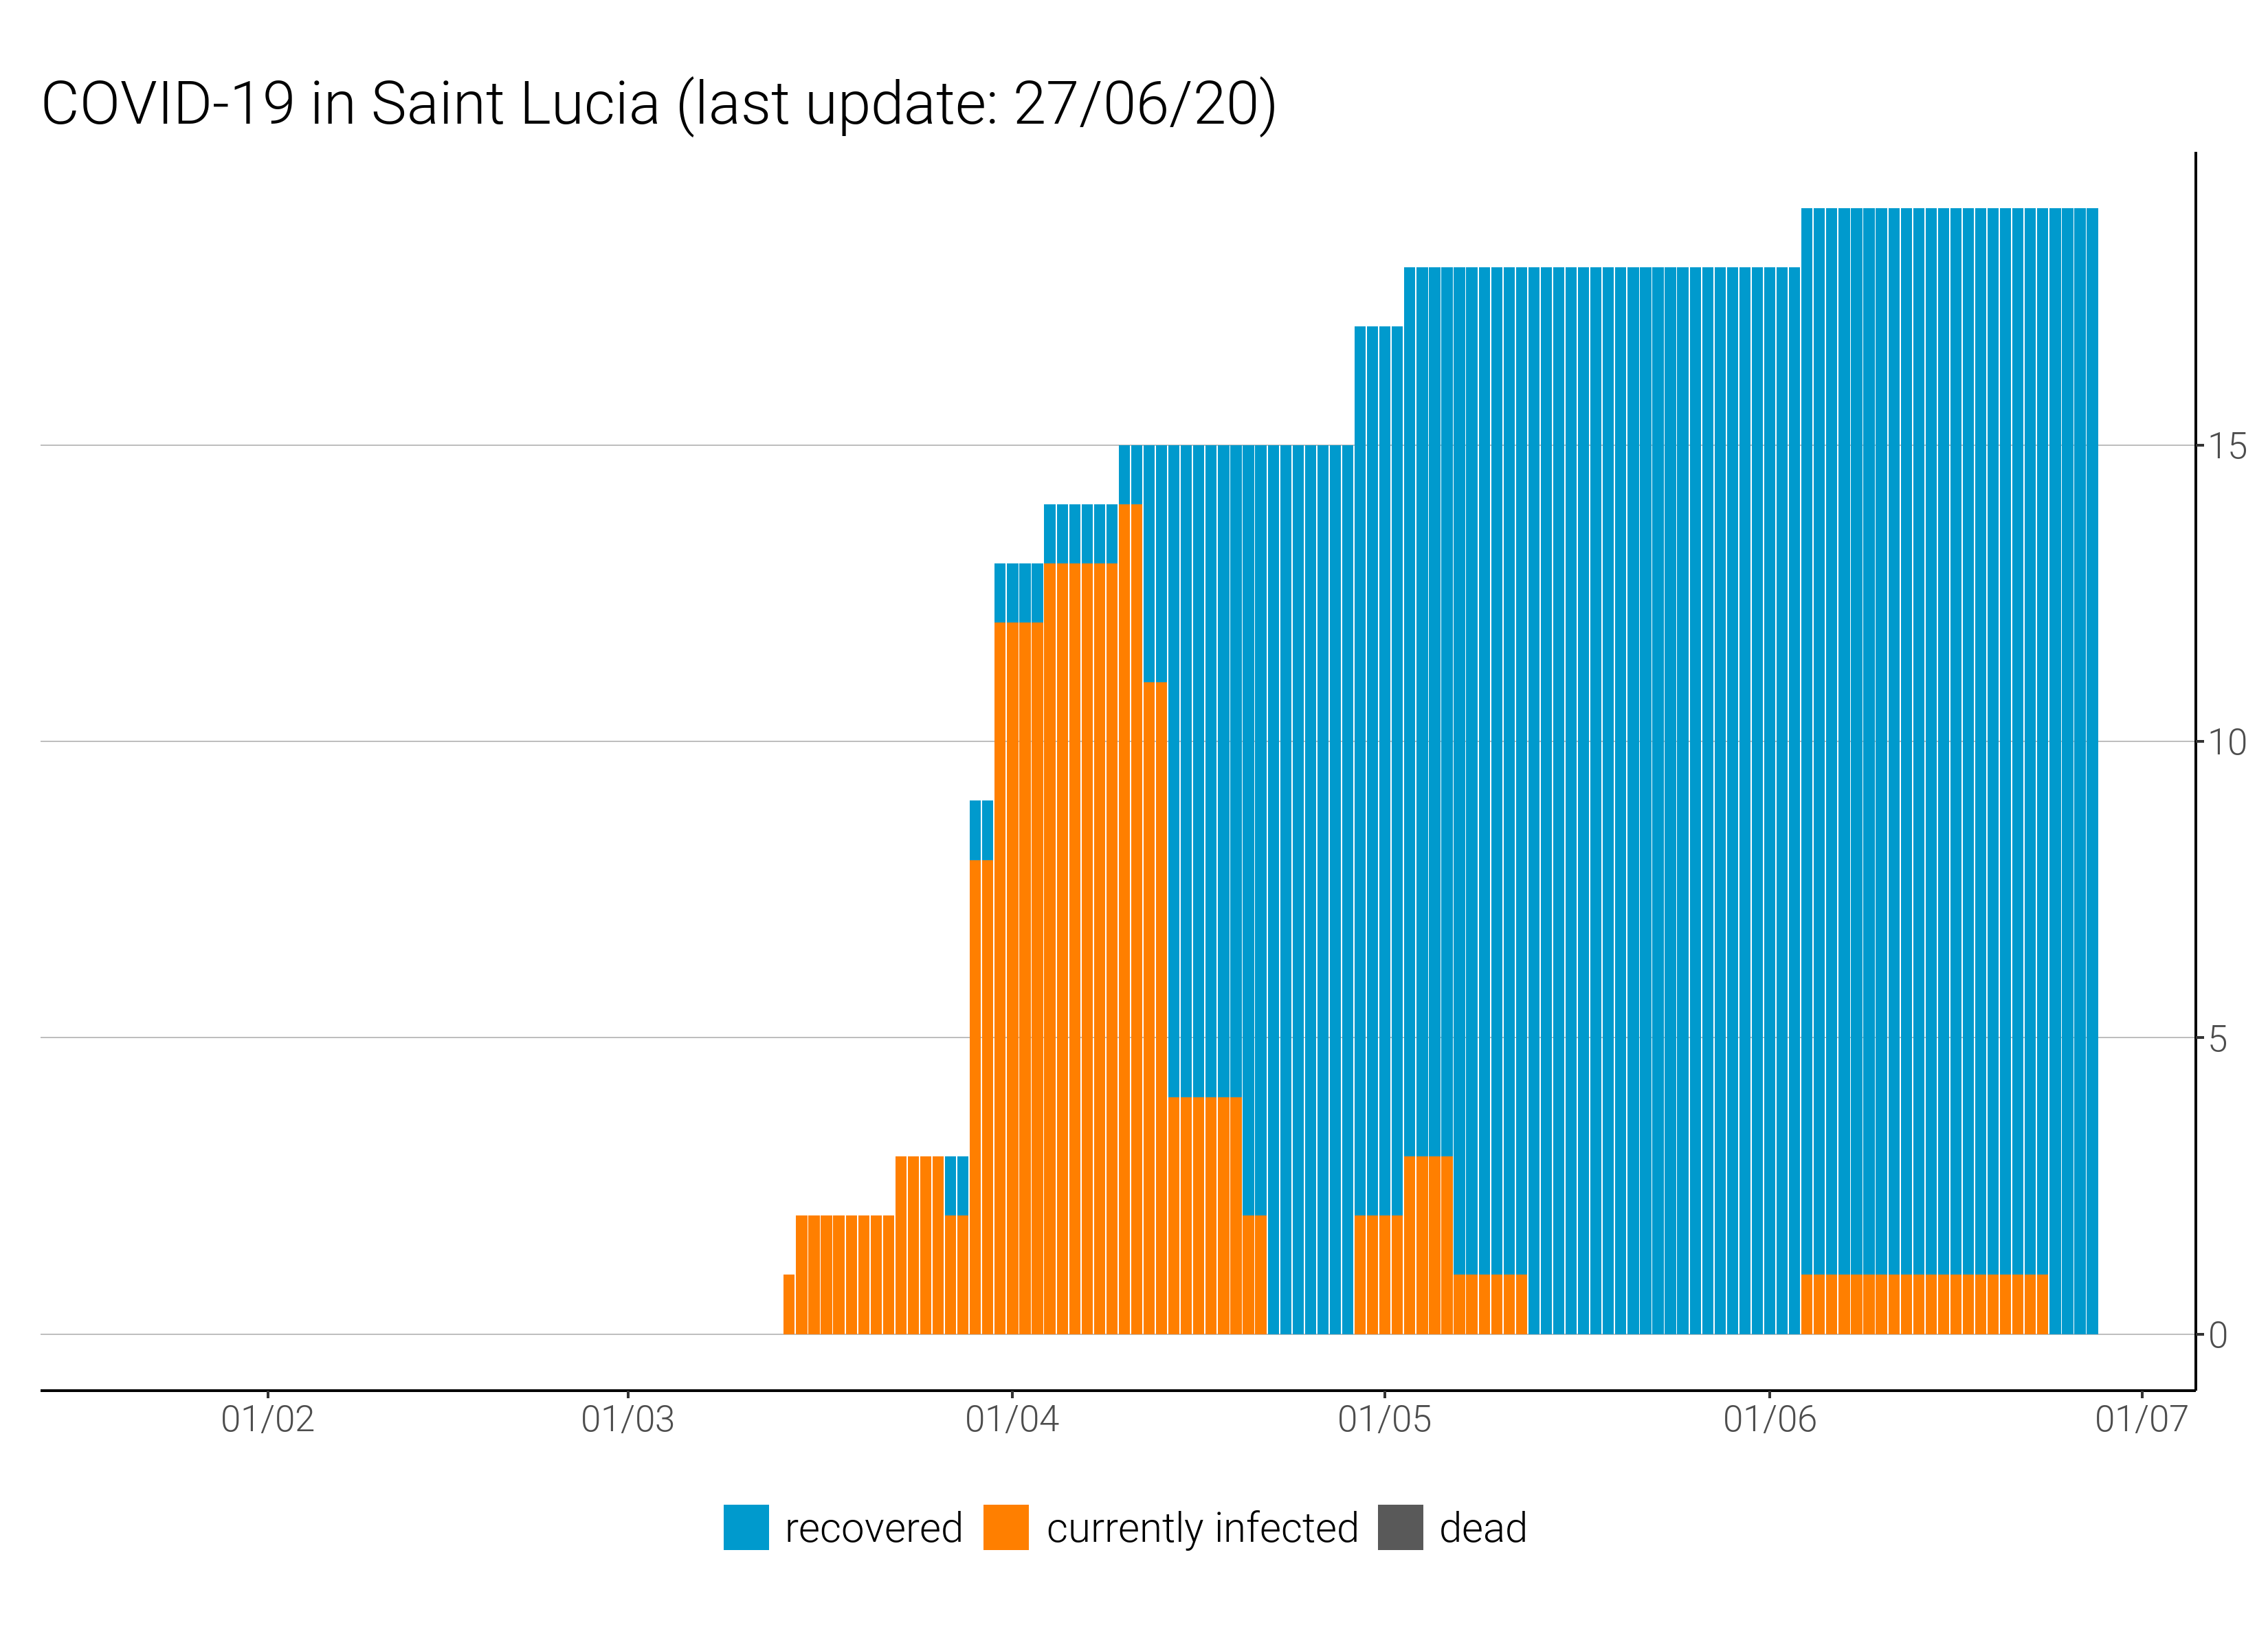 COVID-19 in Saint Lucia (last update: 27/06/20)
15
10
5
0
01/02 01/03 01/04 01/05 01/06 01/07
recovered currently infected dead